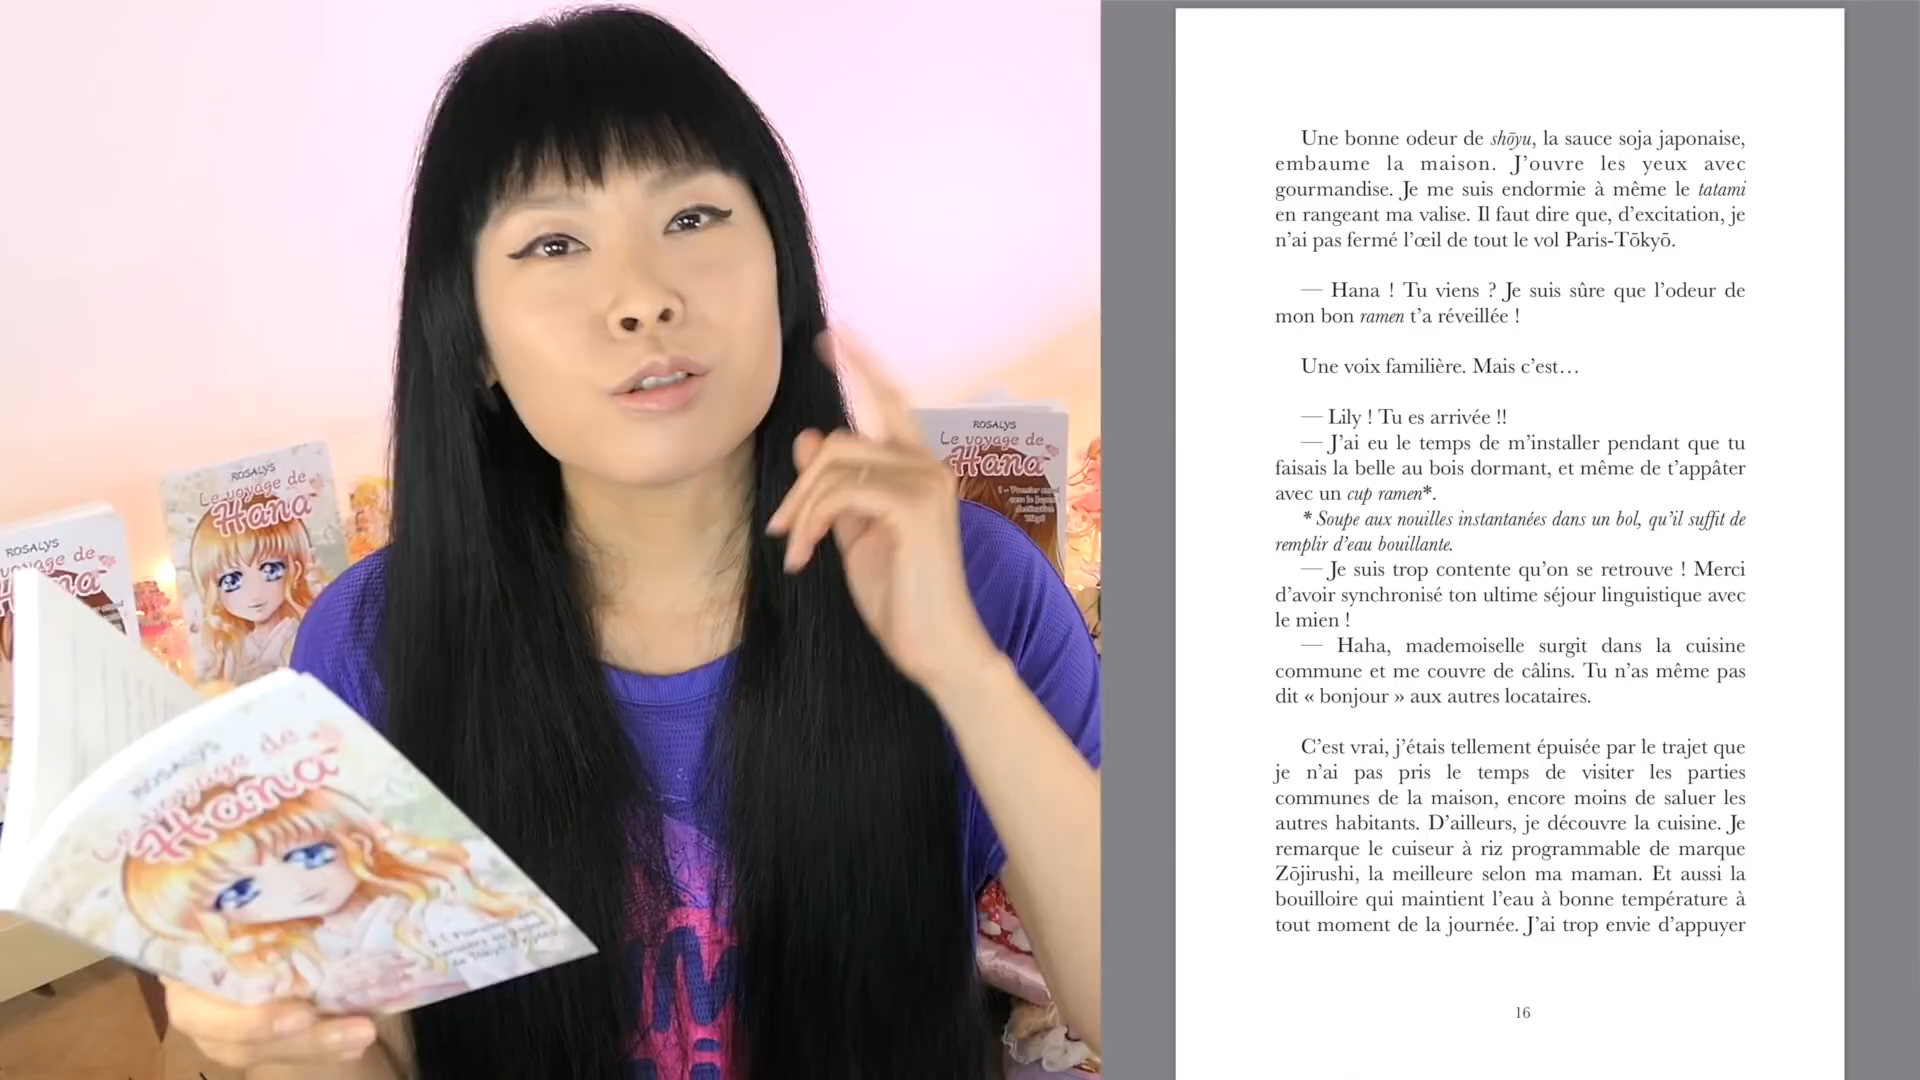 ROSALYS
Le voyage de
Hana
ROSALYS
voyage de
ROSALYS
Le voyage de
Hana
ROSALYS
Le voyage de
Hana
Une bonne odeur de shōyu, la sauce soja japonaise,
embaume la maison. J’ouvre les yeux avec
gourmandise. Je me suis endormie à même le tatami
en rangeant ma valise. Il faut dire que, d’excitation, je
n’ai pas fermé l’œil de tout le vol Paris-Tōkyō.
— Hana ! Tu viens ? Je suis sûre que l’odeur de
mon bon ramen t’a réveillée !
Une voix familière. Mais c’est…
— Lily ! Tu es arrivée !!
— J’ai eu le temps de m’installer pendant que tu
faisais la belle au bois dormant, et même de t’appâter
avec un cup ramen*.
* Soupe aux nouilles instantanées dans un bol, qu’il suffit de
remplir d’eau bouillante.
— Je suis trop contente qu’on se retrouve ! Merci
d’avoir synchronisé ton ultime séjour linguistique avec
le mien !
— Haha, mademoiselle surgit dans la cuisine
commune et me couvre de câlins. Tu n’as même pas
dit « bonjour » aux autres locataires.
C’est vrai, j’étais tellement épuisée par le trajet que
je n’ai pas pris le temps de visiter les parties
communes de la maison, encore moins de saluer les
autres habitants. D’ailleurs, je découvre la cuisine. Je
remarque le cuiseur à riz programmable de marque
Zōjirushi, la meilleure selon ma maman. Et aussi la
bouilloire qui maintient l’eau à bonne température à
tout moment de la journée. J’ai trop envie d’appuyer
16